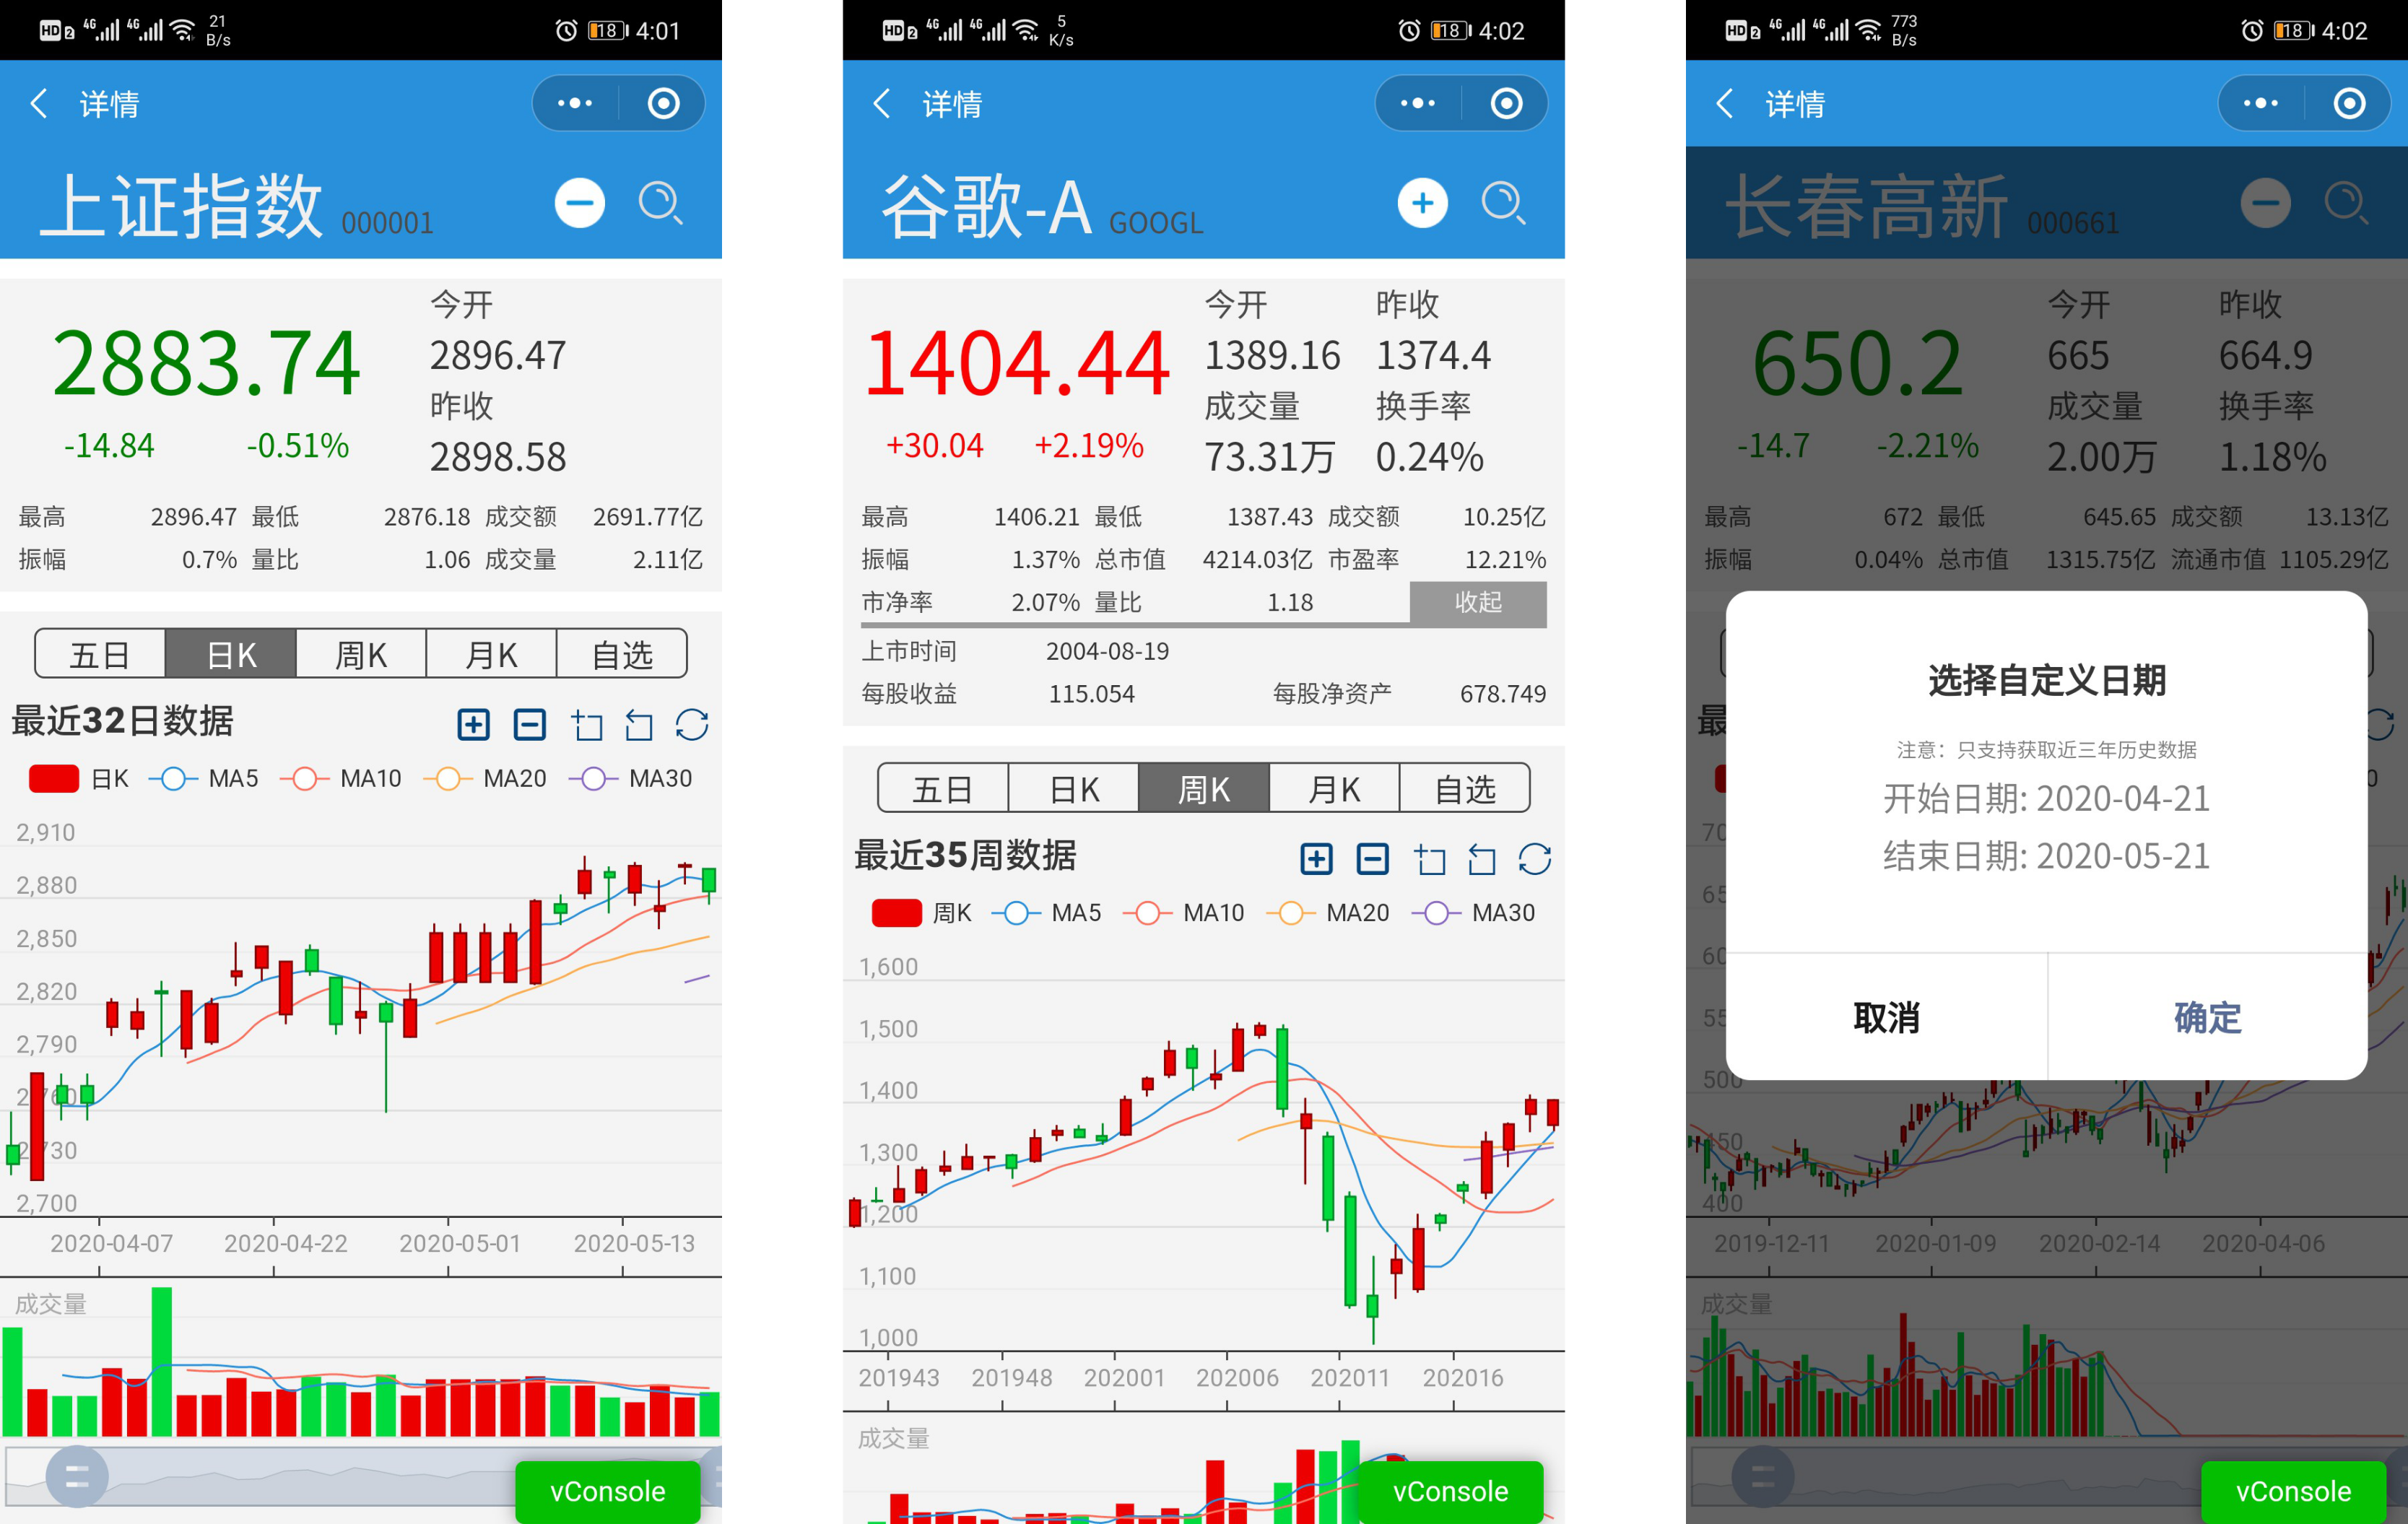 HD 2 4G 4G 21 B/s 18 4:01
详情
上证指数 000001
2883.74
-14.84 -0.51%
今开
2896.47
昨收
2898.58
最高 2896.47 最低 2876.18 成交额 2691.77亿
振幅 0.7% 量比 1.06 成交量 2.11亿
五日 日K 周K 月K 自选
最近32日数据
日K MA5 MA10 MA20 MA30
2,910
2,880
2,850
2,820
2,790
2,760
2,730
2,700
2020-04-07 2020-04-22 2020-05-01 2020-05-13
成交量
vConsole
HD 2 4G 4G 5 K/s 18 4:02
详情
谷歌-A GOOGL
1404.44
+30.04 +2.19%
今开 昨收
1389.16 1374.4
成交量 换手率
73.31万 0.24%
最高 1406.21 最低 1387.43 成交额 10.25亿
振幅 1.37% 总市值 4214.03亿 市盈率 12.21%
市净率 2.07% 量比 1.18 收起
上市时间 2004-08-19
每股收益 115.054 每股净资产 678.749
五日 日K 周K 月K 自选
最近35周数据
周K MA5 MA10 MA20 MA30
1,600
1,500
1,400
1,300
1,200
1,100
1,000
201943 201948 202001 202006 202011 202016
成交量
vConsole
HD 2 4G 4G 773 B/s 18 4:02
详情
长春高新 000661
650.2
-14.7 -2.21%
今开 昨收
665 664.9
成交量 换手率
2.00万 1.18%
最高 672 最低 645.65 成交额 13.13亿
振幅 0.04% 总市值 1315.75亿 流通市值 1105.29亿
选择自定义日期
注意：只支持获取近三年历史数据
开始日期: 2020-04-21
结束日期: 2020-05-21
取消 确定
最
0
70
65
60
55
500
450
400
2019-12-11 2020-01-09 2020-02-14 2020-04-06
成交量
vConsole